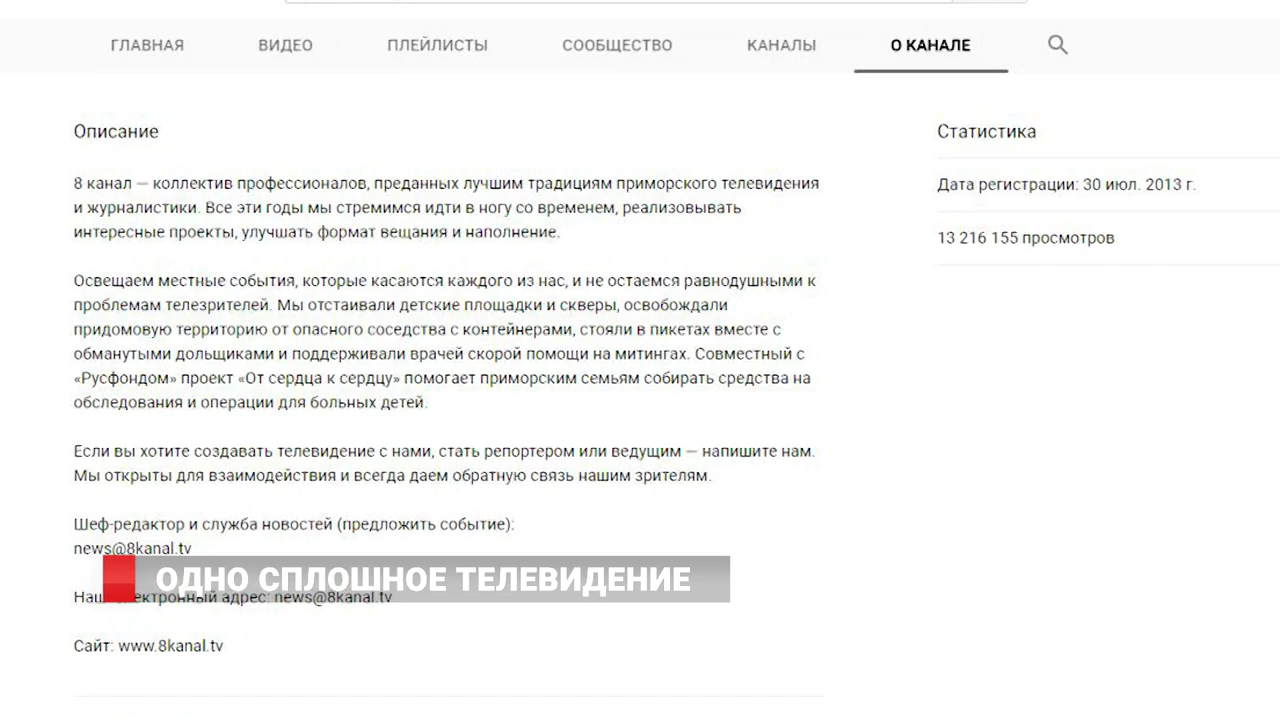 ГЛАВНАЯ ВИДЕО ПЛЕЙЛИСТЫ СООБЩЕСТВО КАНАЛЫ О КАНАЛЕ
Описание
8 канал — коллектив профессионалов, преданных лучшим традициям приморского телевидения
и журналистики. Все эти годы мы стремимся идти в ногу со временем, реализовывать
интересные проекты, улучшать формат вещания и наполнение.
Освещаем местные события, которые касаются каждого из нас, и не остаемся равнодушными к
проблемам телезрителей. Мы отстаивали детские площадки и скверы, освобождали
придомовую территорию от опасного соседства с контейнерами, стояли в пикетах вместе с
обманутыми дольщиками и поддерживали врачей скорой помощи на митингах. Совместный с
«Русфондом» проект «От сердца к сердцу» помогает приморским семьям собирать средства на
обследования и операции для больных детей.
Если вы хотите создавать телевидение с нами, стать репортером или ведущим — напишите нам.
Мы открыты для взаимодействия и всегда даем обратную связь нашим зрителям.
Шеф-редактор и служба новостей (предложить событие):
news@8kanal.tv
ОДНО СПЛОШНОЕ ТЕЛЕВИДЕНИЕ
адрес: news@8kanal.tv
Сайт: www.8kanal.tv
Статистика
Дата регистрации: 30 июл. 2013 г.
13 216 155 просмотров